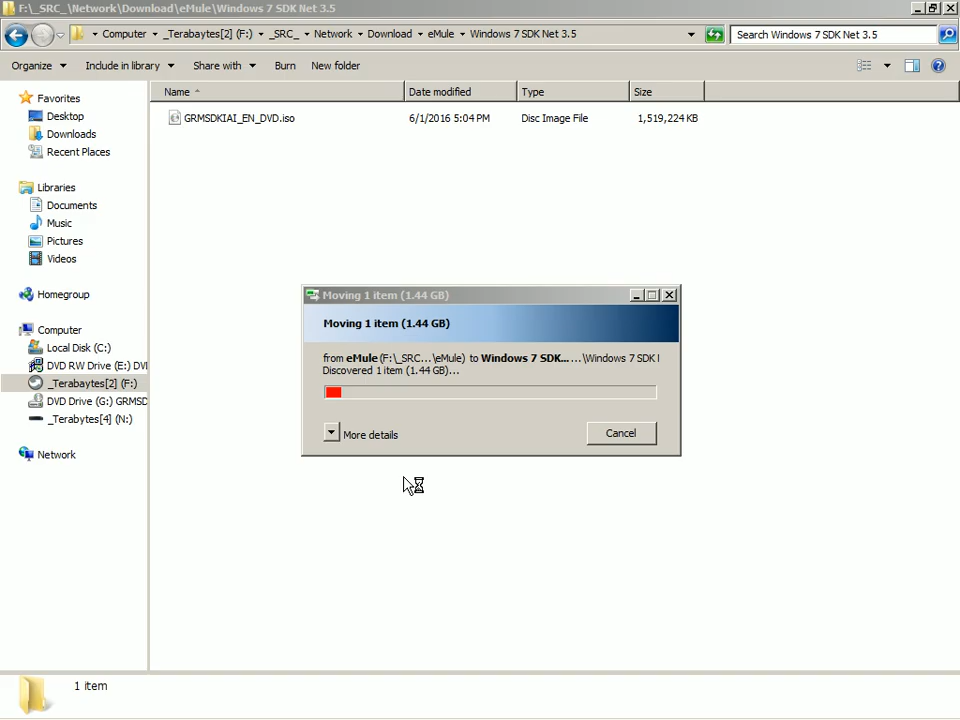 F:\_SRC_\Network\Download\eMule\Windows 7 SDK Net 3.5
Computer _Terabaytes[2] (F:) _SRC_ Network Download eMule Windows 7 SDK Net 3.5 Search Windows 7 SDK Net 3.5
Organize Include in library Share with Burn New folder
Name Date modified Type Size
GRMSDKIAI_EN_DVD.iso 6/1/2016 5:04 PM Disc Image File 1,519,224 KB
Favorites
Desktop
Downloads
Recent Places
Libraries
Documents
Music
Pictures
Videos
Homegroup
Computer
Local Disk (C:)
DVD RW Drive (E:) DVI
_Terabaytes[2] (F:)
DVD Drive (G:) GRMSD
_Terabytes[4] (N:)
Network
Moving 1 item (1.44 GB)
Moving 1 item (1.44 GB)
from eMule (F:\_SRC...\eMule) to Windows 7 SDK... ...\Windows 7 SDK
Discovered 1 item (1.44 GB)...
More details Cancel
1 item